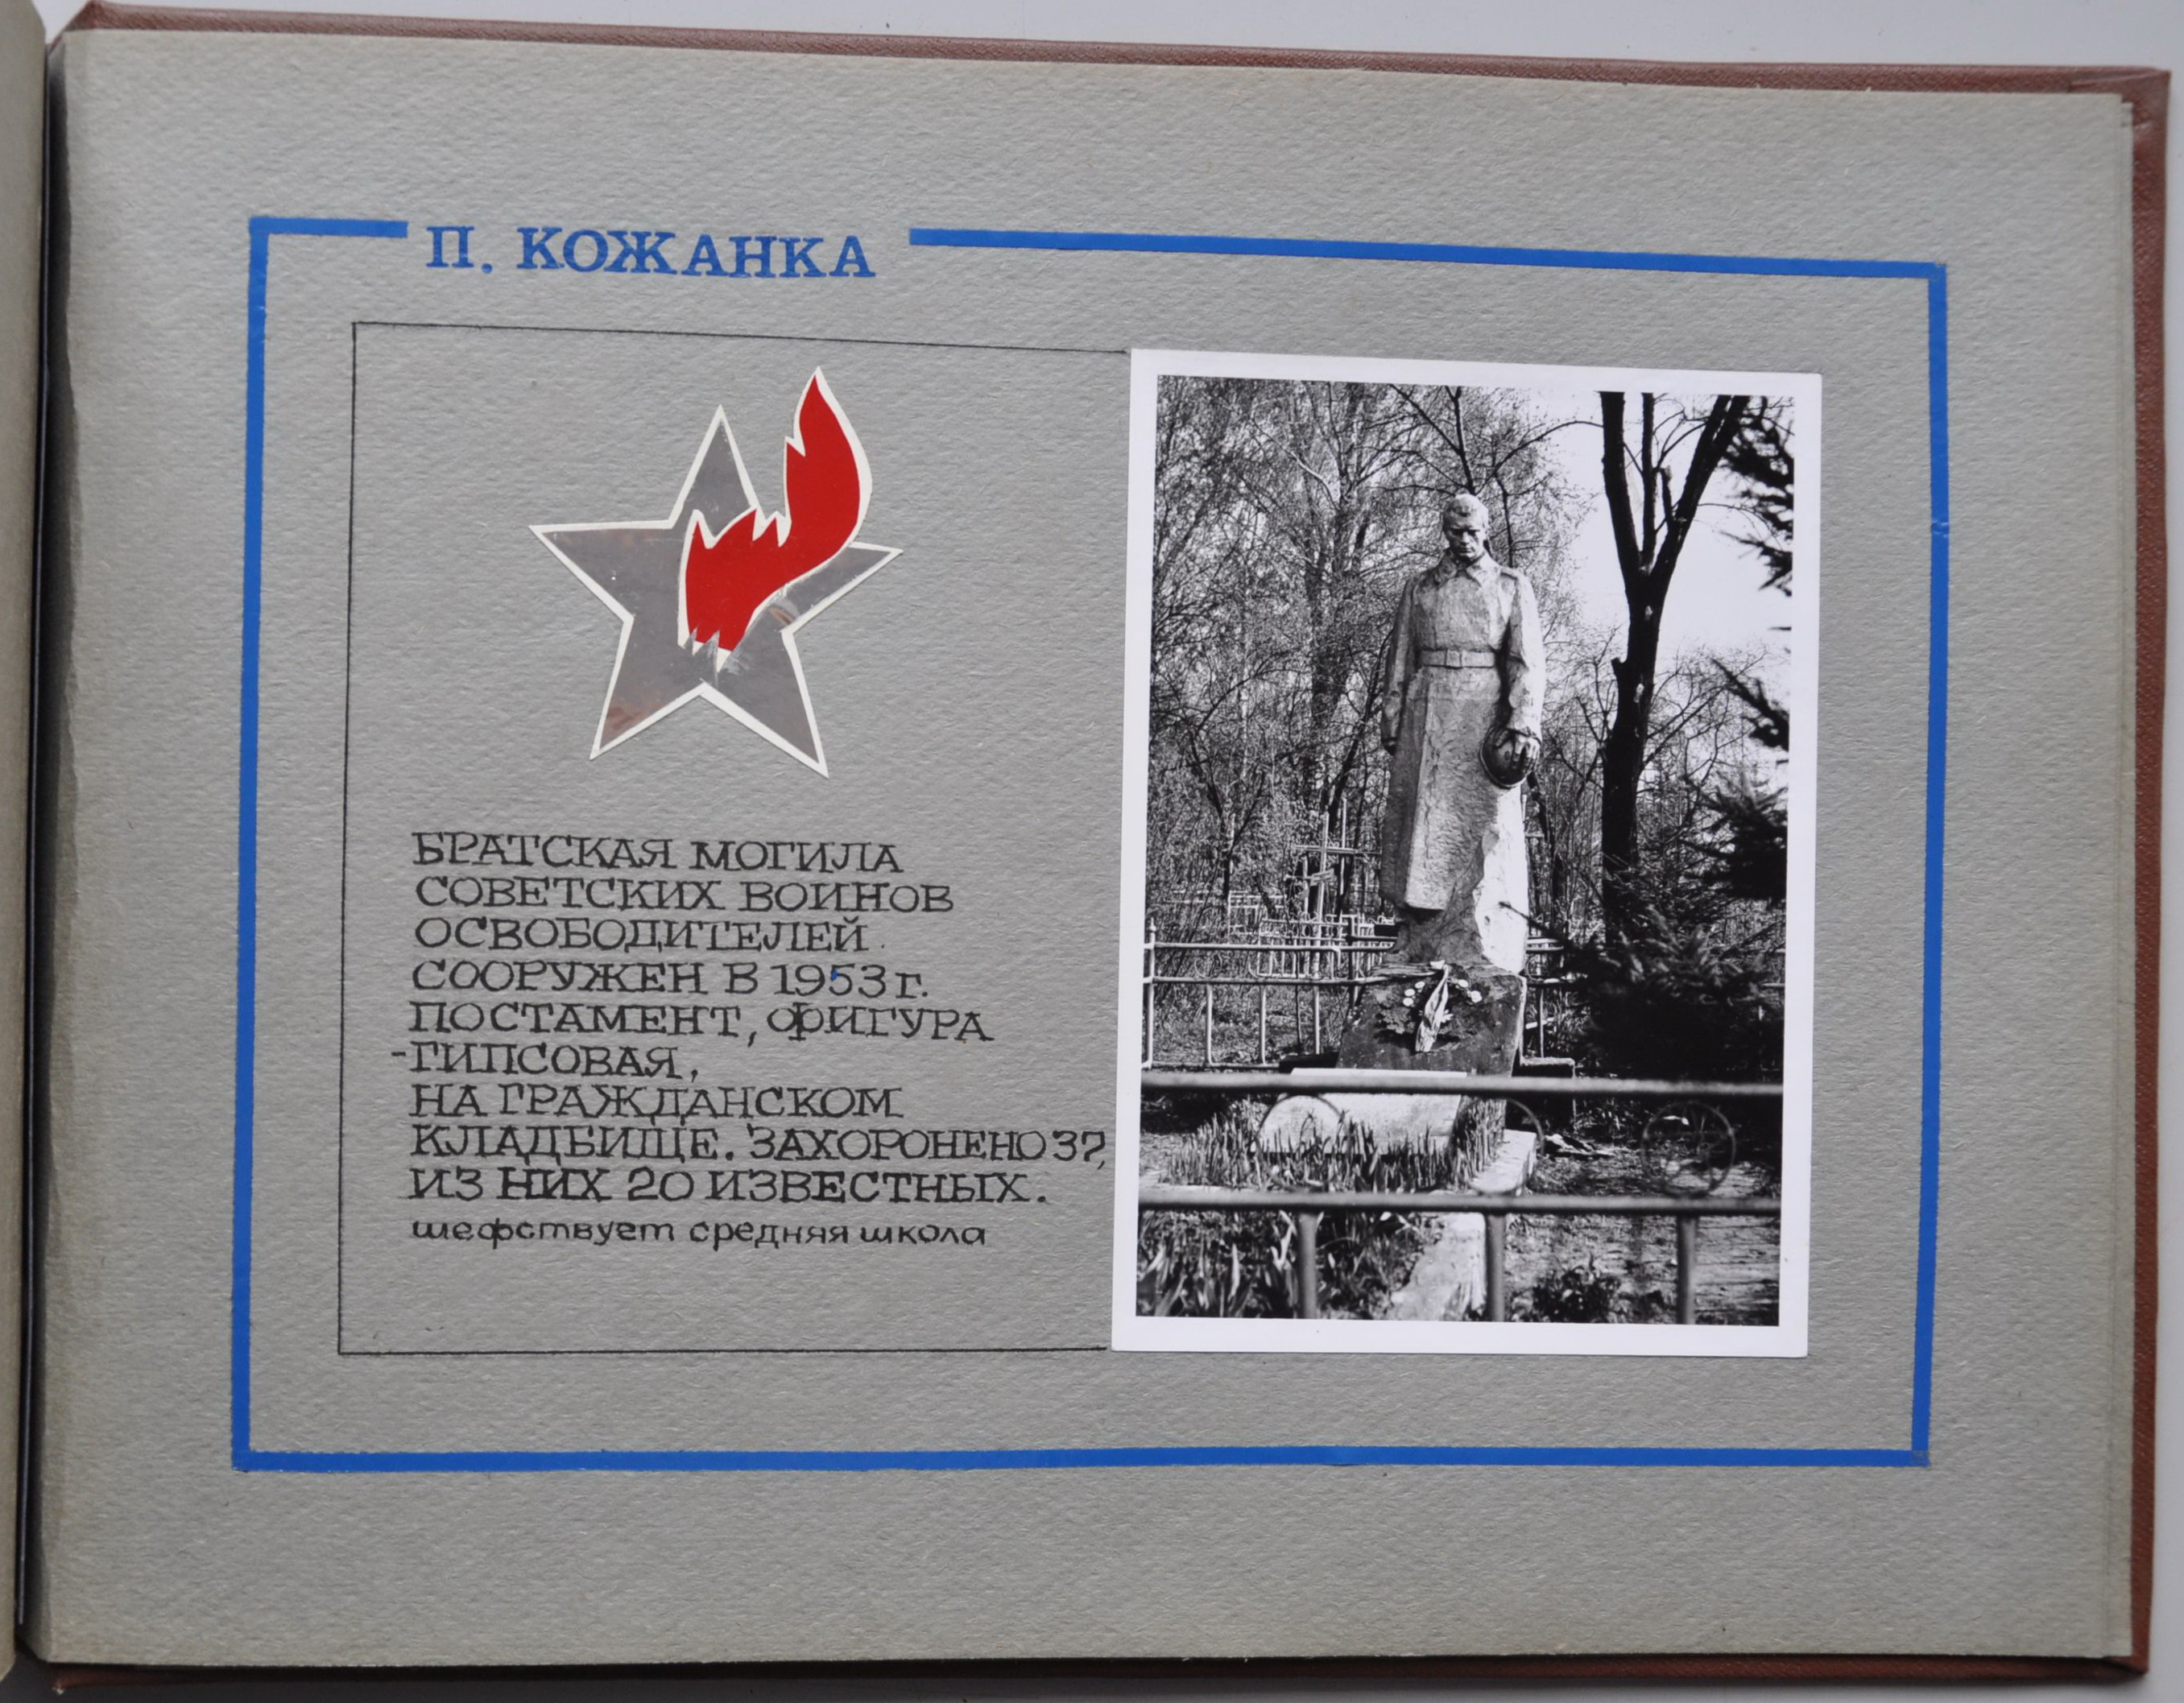 П. КОЖАНКА
БРАТСКАЯ МОГИЛА
СОВЕТСКИХ ВОИНОВ
ОСВОБОДИТЕЛЕЙ.
СООРУЖЕН В 1953 г.
ПОСТАМЕНТ, ФИГУРА
-ГИПСОВАЯ,
НА ГРАЖДАНСКОМ
КЛАДБИЩЕ. ЗАХОРОНЕНО 37,
ИЗ НИХ 20 ИЗВЕСТНЫХ.
шефствует средняя школа